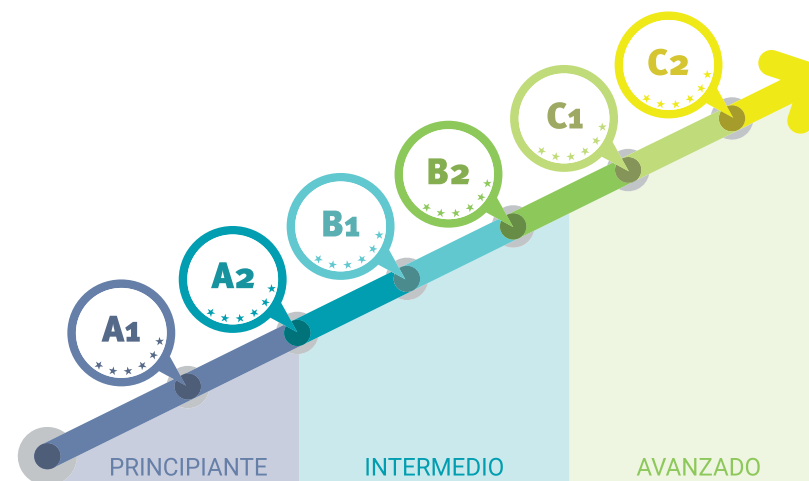 C2
C1
B2
B1
A2
A1
PRINCIPIANTE
INTERMEDIO
AVANZADO